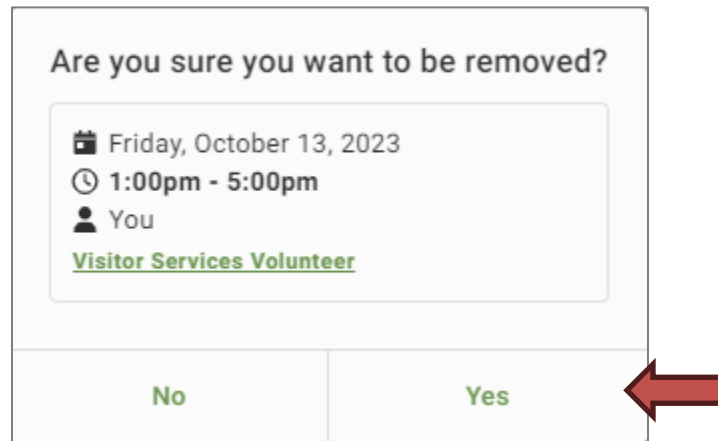 Are you sure you want to be removed?
Friday, October 13, 2023
1:00pm - 5:00pm
You
Visitor Services Volunteer
No
Yes